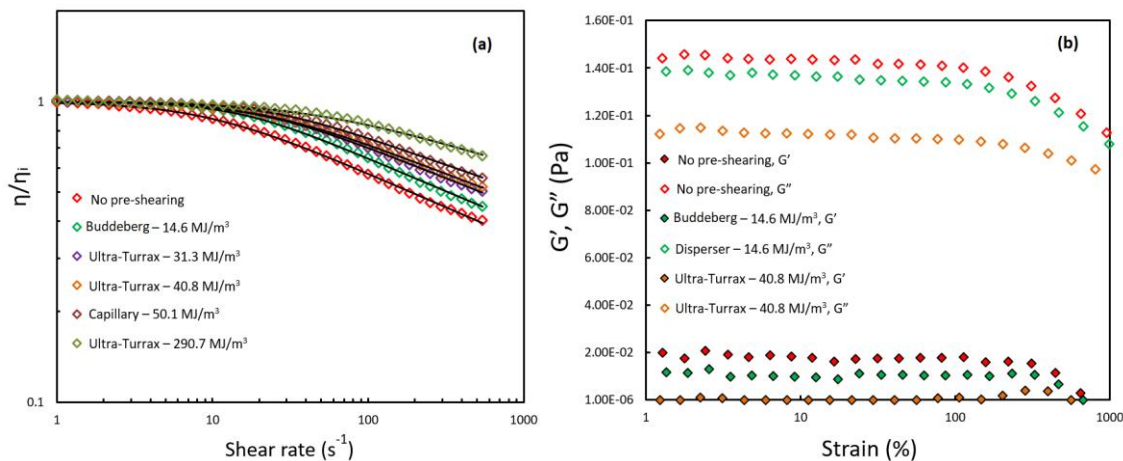 (a)
1
0.1
η/ηi
No pre-shearing
Buddeberg – 14.6 MJ/m³
Ultra-Turrax – 31.3 MJ/m³
Ultra-Turrax – 40.8 MJ/m³
Capillary – 50.1 MJ/m³
Ultra-Turrax – 290.7 MJ/m³
1 10 100 1000
Shear rate (s⁻¹)
(b)
1.60E-01
1.40E-01
1.20E-01
1.00E-01
8.00E-02
6.00E-02
4.00E-02
2.00E-02
1.00E-06
G′, G″ (Pa)
No pre-shearing, G′
No pre-shearing, G″
Buddeberg – 14.6 MJ/m³, G′
Disperser – 14.6 MJ/m³, G″
Ultra-Turrax – 40.8 MJ/m³, G′
Ultra-Turrax – 40.8 MJ/m³, G″
1 10 100 1000
Strain (%)